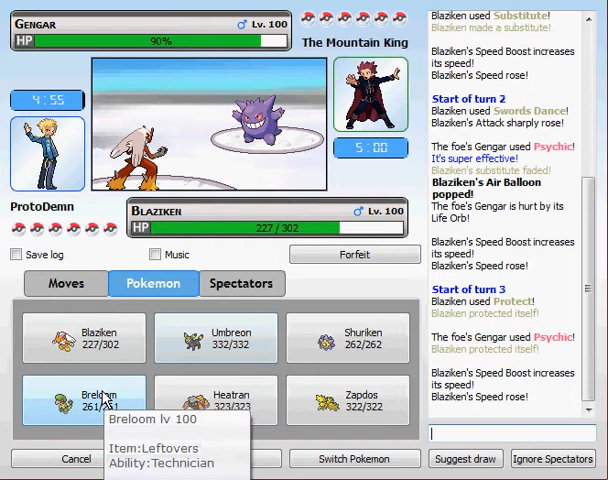 GENGAR ♂ Lv. 100
HP 90%
The Mountain King
4:55
5:00
ProtoDemn
BLAZIKEN ♂ Lv. 100
HP 227 / 302
Save log
Music
Forfeit
Moves
Pokemon
Spectators
Blaziken
227/302
Umbreon
332/332
Shuriken
262/262
Breloom
Heatran
323/323
Zapdos
322/322
Breloom lv 100
Item:Leftovers
Ability:Technician
Cancel
Switch Pokemon
Suggest draw
Ignore Spectators
Blaziken used Substitute!
Blaziken made a substitute!
Blaziken's Speed Boost increases
its speed!
Blaziken's Speed rose!
Start of turn 2
Blaziken used Swords Dance!
Blaziken's Attack sharply rose!
The foe's Gengar used Psychic!
It's super effective!
Blaziken's substitute faded!
Blaziken's Air Balloon
popped!
The foe's Gengar is hurt by its
Life Orb!
Blaziken's Speed Boost increases
its speed!
Blaziken's Speed rose!
Start of turn 3
Blaziken used Protect!
Blaziken protected itself!
The foe's Gengar used Psychic!
Blaziken protected itself!
Blaziken's Speed Boost increases
its speed!
Blaziken's Speed rose!